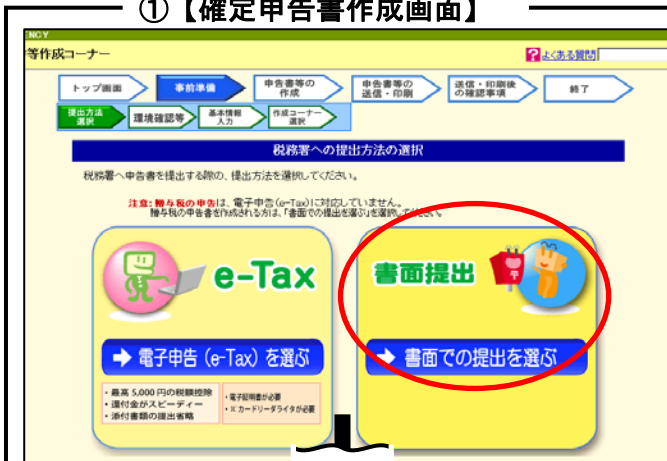 ①【確定申告書作成画面】
NCY
等作成コーナー
?よくある質問
トップ画面
事前準備
申告書等の
作成
申告書等の
送信・印刷
送信・印刷後
の確認事項
終了
提出方法
選択
環境確認等
基本情報
入力
作成コーナー
選択
税務署への提出方法の選択
税務署へ申告書を提出する際の、提出方法を選択してください。
注意:贈与税の申告は、電子申告(e-Tax)に対応していません。
贈与税の申告書を作成される方は、「書面での提出を選ぶ」を選択してください。
e-Tax
書面提出
➔ 電子申告 (e-Tax) を選ぶ
➔ 書面での提出を選ぶ
・最高 5,000 円の税額控除
・還付金がスピーディー
・添付書類の提出省略
・電子証明書が必要
・ICカードリーダライタが必要